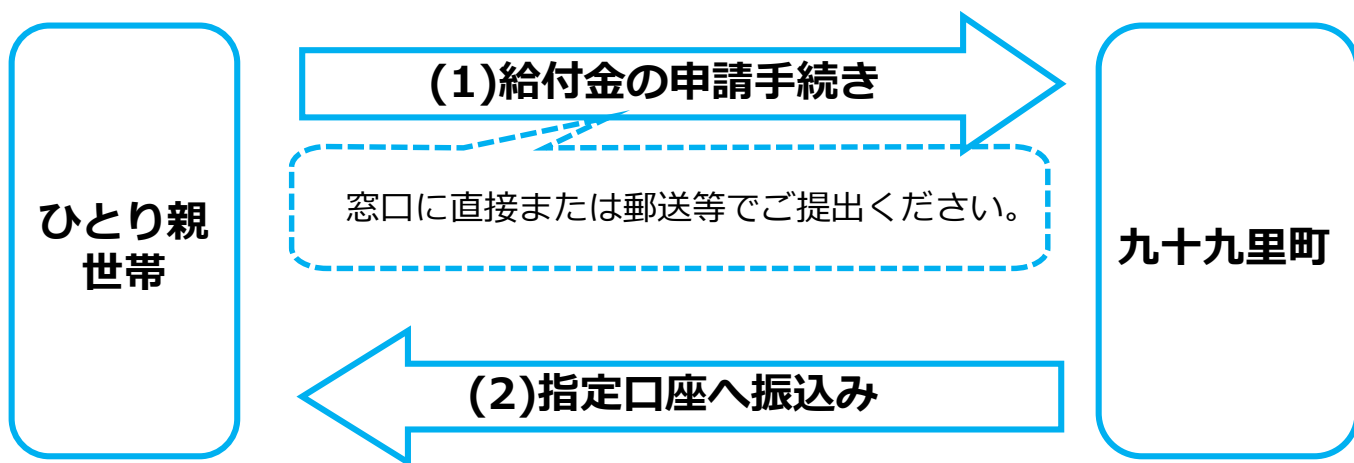 (1)給付金の申請手続き
窓口に直接または郵送等でご提出ください。
ひとり親
世帯
九十九里町
(2)指定口座へ振込み